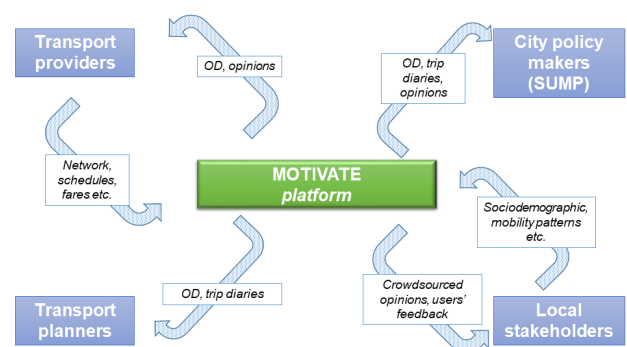 Transport
providers
OD, opinions
OD, trip
diaries,
opinions
City policy
makers
(SUMP)
Network,
schedules,
fares etc.
MOTIVATE
platform
Sociodemographic,
mobility patterns
etc.
Transport
planners
OD, trip diaries
Crowdsourced
opinions, users'
feedback
Local
stakeholders